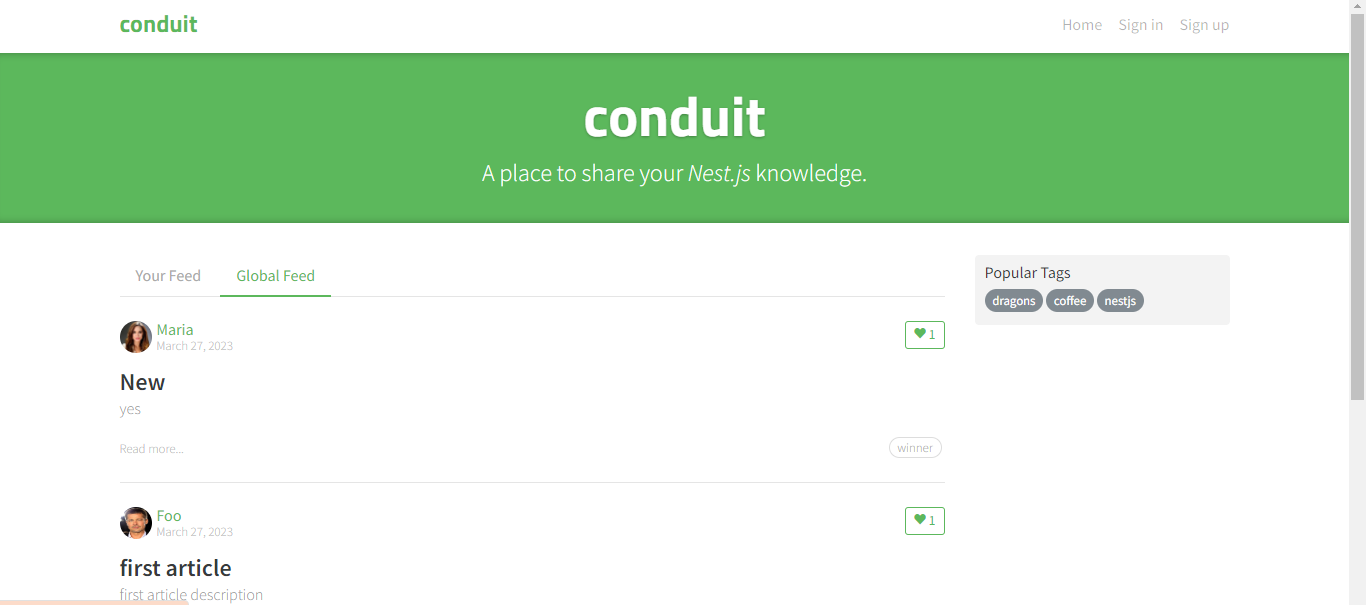 conduit
Home Sign in Sign up
conduit
A place to share your Nest.js knowledge.
Your Feed Global Feed
Popular Tags
dragons coffee nestjs
Maria
March 27, 2023
1
New
yes
Read more...
winner
Foo
March 27, 2023
1
first article
first article description